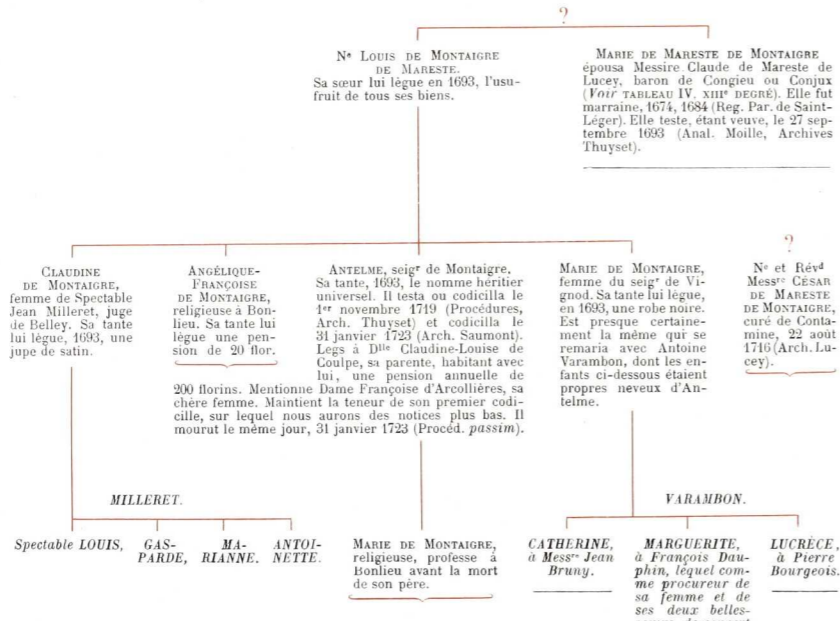 ?
Nᵉ LOUIS DE MONTAIGRE
DE MARESTE.
Sa sœur lui lègue en 1693, l'usu-
fruit de tous ses biens.
MARIE DE MARESTE DE MONTAIGRE
épousa Messire Claude de Mareste de
Lucey, baron de Congieu ou Conjux
(Voir TABLEAU IV, XIIIᵉ DEGRÉ). Elle fut
marraine, 1674, 1684 (Reg. Par. de Saint-
Léger). Elle teste, étant veuve, le 27 sep-
tembre 1693 (Anal. Moille, Archives
Thuyset).
CLAUDINE
DE MONTAIGRE,
femme de Spectable
Jean Milleret, juge
de Belley. Sa tante
lui lègue, 1693, une
jupe de satin.
ANGÉLIQUE-
FRANÇOISE
DE MONTAIGRE,
religieuse à Bon-
lieu. Sa tante lui
lègue une pen-
sion de 20 flor.
ANTELME, seigʳ de Montaigre.
Sa tante, 1693, le nomme héritier
universel. Il testa ou codicilla le
1ᵉʳ novembre 1719 (Procédures,
Arch. Thuyset) et codicilla le
31 janvier 1723 (Arch. Saumont).
Legs à Dˡˡᵉ Claudine-Louise de
Coulpe, sa parente, habitant avec
lui, une pension annuelle de
200 florins. Mentionne Dame Françoise d'Arcollières, sa
chère femme. Maintient la teneur de son premier codi-
cille, sur lequel nous aurons des notices plus bas. Il
mourut le même jour, 31 janvier 1723 (Procéd. passim).
MARIE DE MONTAIGRE,
femme du seigʳ de Vi-
gnod. Sa tante lui lègue,
en 1693, une robe noire.
Est presque certaine-
ment la même qui se
remaria avec Antoine
Varambon, dont les en-
fants ci-dessous étaient
propres neveux d'An-
telme.
?
Nᵉ et Révᵈ
Messʳᵉ CÉSAR
DE MARESTE
DE MONTAIGRE,
curé de Conta-
mine, 22 août
1716 (Arch. Lu-
cey).
MILLERET.
Spectable LOUIS,
GAS-
PARDE,
MA-
RIANNE.
ANTOI-
NETTE.
MARIE DE MONTAIGRE,
religieuse, professe à
Bonlieu avant la mort
de son père.
VARAMBON.
CATHERINE,
à Messʳᵉ Jean
Bruny.
MARGUERITE,
à François Dau-
phin, lequel com-
me procureur de
sa femme et de
ses deux belles-
LUCRÈCE,
à Pierre
Bourgeois.